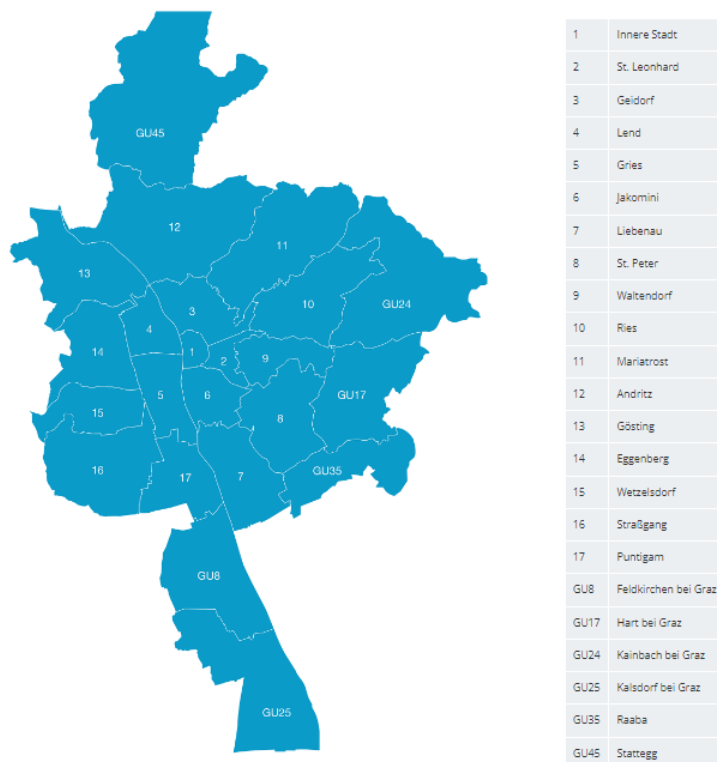 GU45
12
11
13
10
GU24
3
4
1
14
2
9
GU17
5
6
15
8
16
17
7
GU35
GU8
GU25
1 Innere Stadt
2 St. Leonhard
3 Geidorf
4 Lend
5 Gries
6 Jakomini
7 Liebenau
8 St. Peter
9 Waltendorf
10 Ries
11 Mariatrost
12 Andritz
13 Gösting
14 Eggenberg
15 Wetzelsdorf
16 Straßgang
17 Puntigam
GU8 Feldkirchen bei Graz
GU17 Hart bei Graz
GU24 Kainbach bei Graz
GU25 Kalsdorf bei Graz
GU35 Raaba
GU45 Stattegg